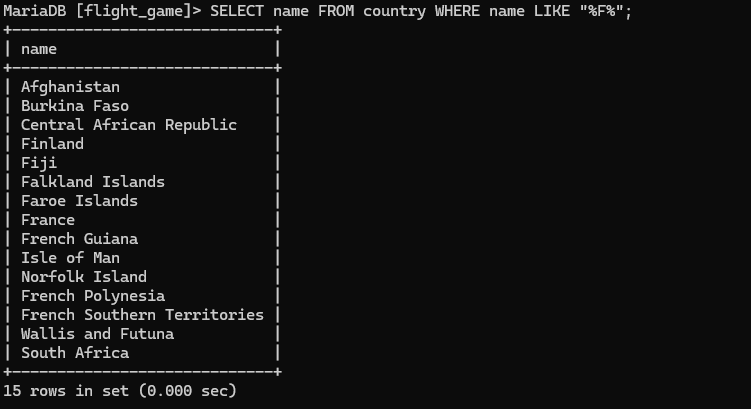 MariaDB [flight_game]> SELECT name FROM country WHERE name LIKE "%F%";
+-----------------------------+
| name                        |
+-----------------------------+
| Afghanistan                 |
| Burkina Faso                |
| Central African Republic    |
| Finland                     |
| Fiji                        |
| Falkland Islands            |
| Faroe Islands               |
| France                      |
| French Guiana               |
| Isle of Man                 |
| Norfolk Island              |
| French Polynesia            |
| French Southern Territories |
| Wallis and Futuna           |
| South Africa                |
+-----------------------------+
15 rows in set (0.000 sec)